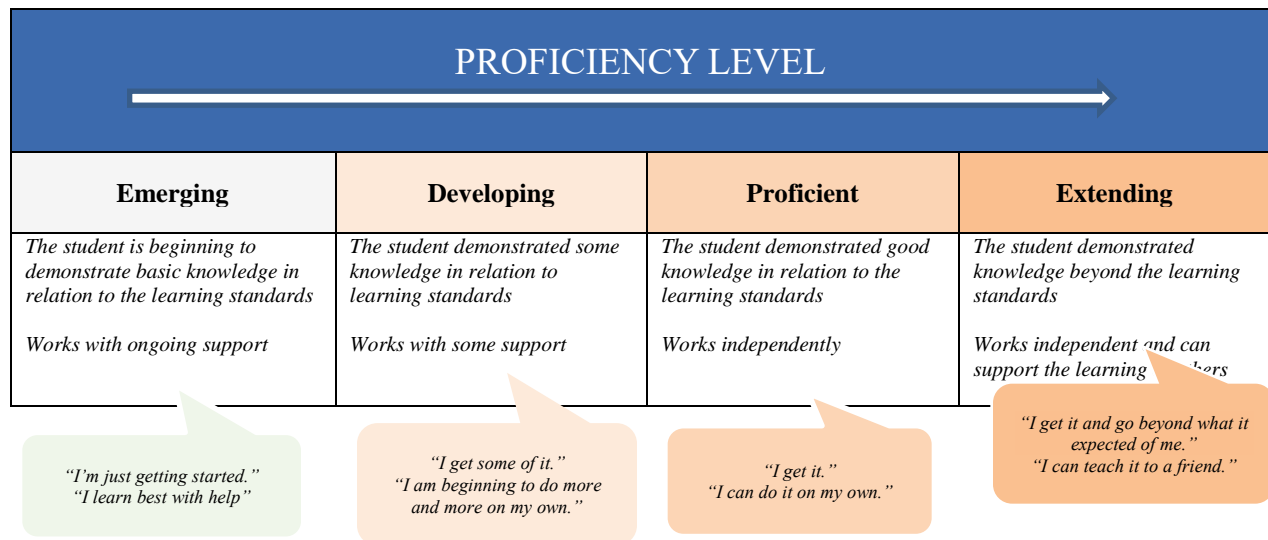 PROFICIENCY LEVEL
Emerging
Developing
Proficient
Extending
The student is beginning to
demonstrate basic knowledge in
relation to the learning standards
Works with ongoing support
The student demonstrated some
knowledge in relation to
learning standards
Works with some support
The student demonstrated good
knowledge in relation to the
learning standards
Works independently
The student demonstrated
knowledge beyond the learning
standards
Works independent and can
support the learning
“I’m just getting started.”
“I learn best with help”
“I get some of it.”
“I am beginning to do more
and more on my own.”
“I get it.”
“I can do it on my own.”
“I get it and go beyond what it
expected of me.”
“I can teach it to a friend.”